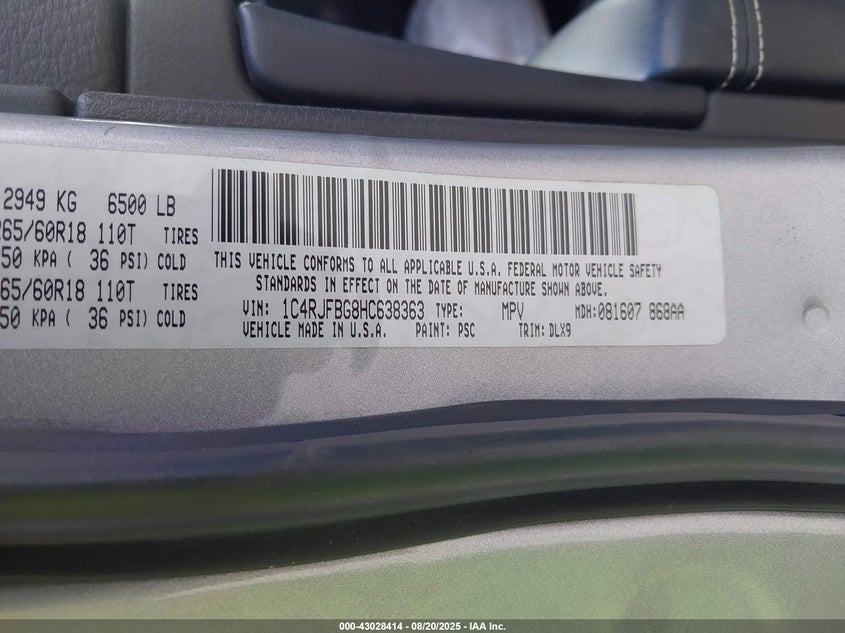 2949 KG 6500 LB
265/60R18 110T TIRES
50 KPA ( 36 PSI) COLD
65/60R18 110T TIRES
50 KPA ( 36 PSI) COLD
THIS VEHICLE CONFORMS TO ALL APPLICABLE U.S.A. FEDERAL MOTOR VEHICLE SAFETY
STANDARDS IN EFFECT ON THE DATE OF MANUFACTURE SHOWN ABOVE.
VIN: 1C4RJFBG8HC638363 TYPE: MPV MDH:081607 868AA
VEHICLE MADE IN U.S.A. PAINT: PSC TRIM: DLX9
000-43028414 - 08/20/2025 - IAA Inc.